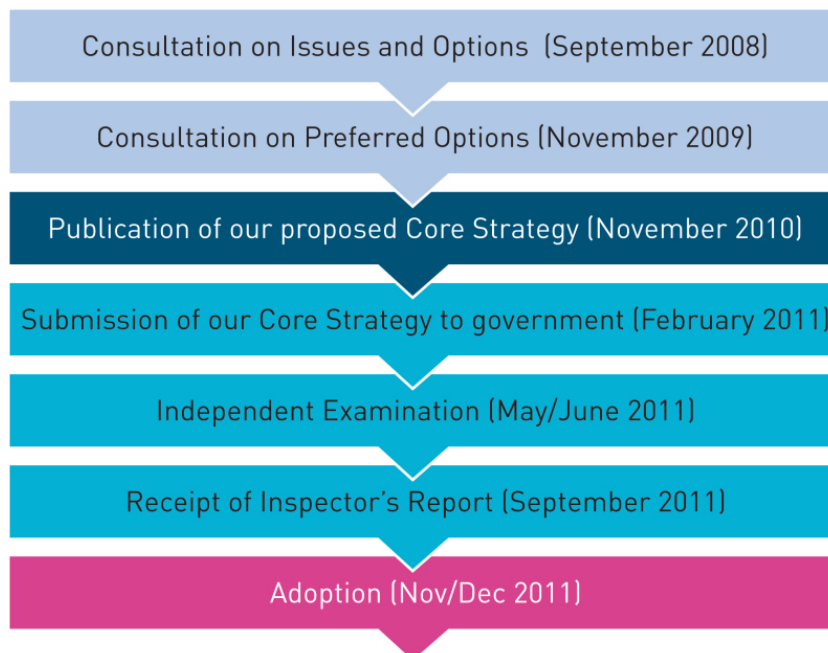 Consultation on Issues and Options (September 2008)
Consultation on Preferred Options (November 2009)
Publication of our proposed Core Strategy (November 2010)
Submission of our Core Strategy to government (February 2011)
Independent Examination (May/June 2011)
Receipt of Inspector’s Report (September 2011)
Adoption (Nov/Dec 2011)